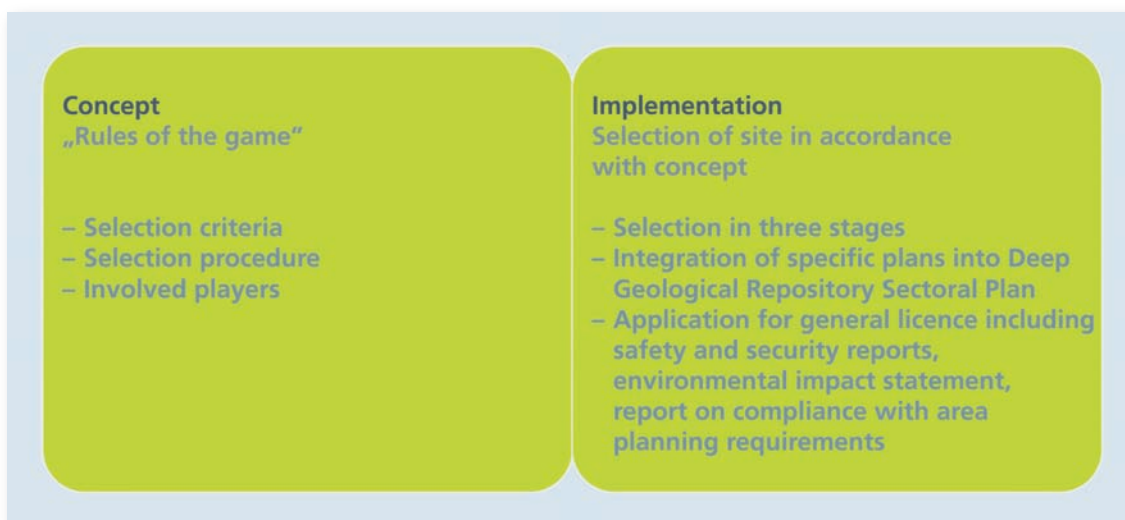 Concept
„Rules of the game”
– Selection criteria
– Selection procedure
– Involved players
Implementation
Selection of site in accordance
with concept
– Selection in three stages
– Integration of specific plans into Deep
Geological Repository Sectoral Plan
– Application for general licence including
safety and security reports,
environmental impact statement,
report on compliance with area
planning requirements